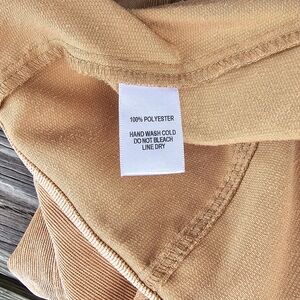 100% POLYESTER
HAND WASH COLD
DO NOT BLEACH
LINE DRY